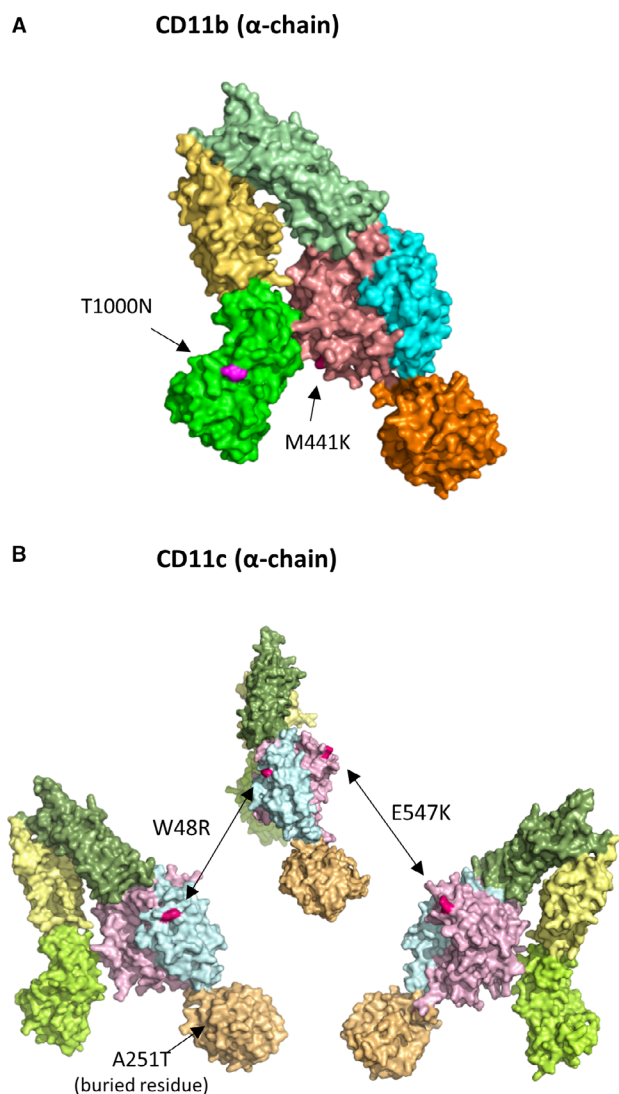 A
CD11b (α-chain)
T1000N
M441K
B
CD11c (α-chain)
W48R
E547K
A251T
(buried residue)